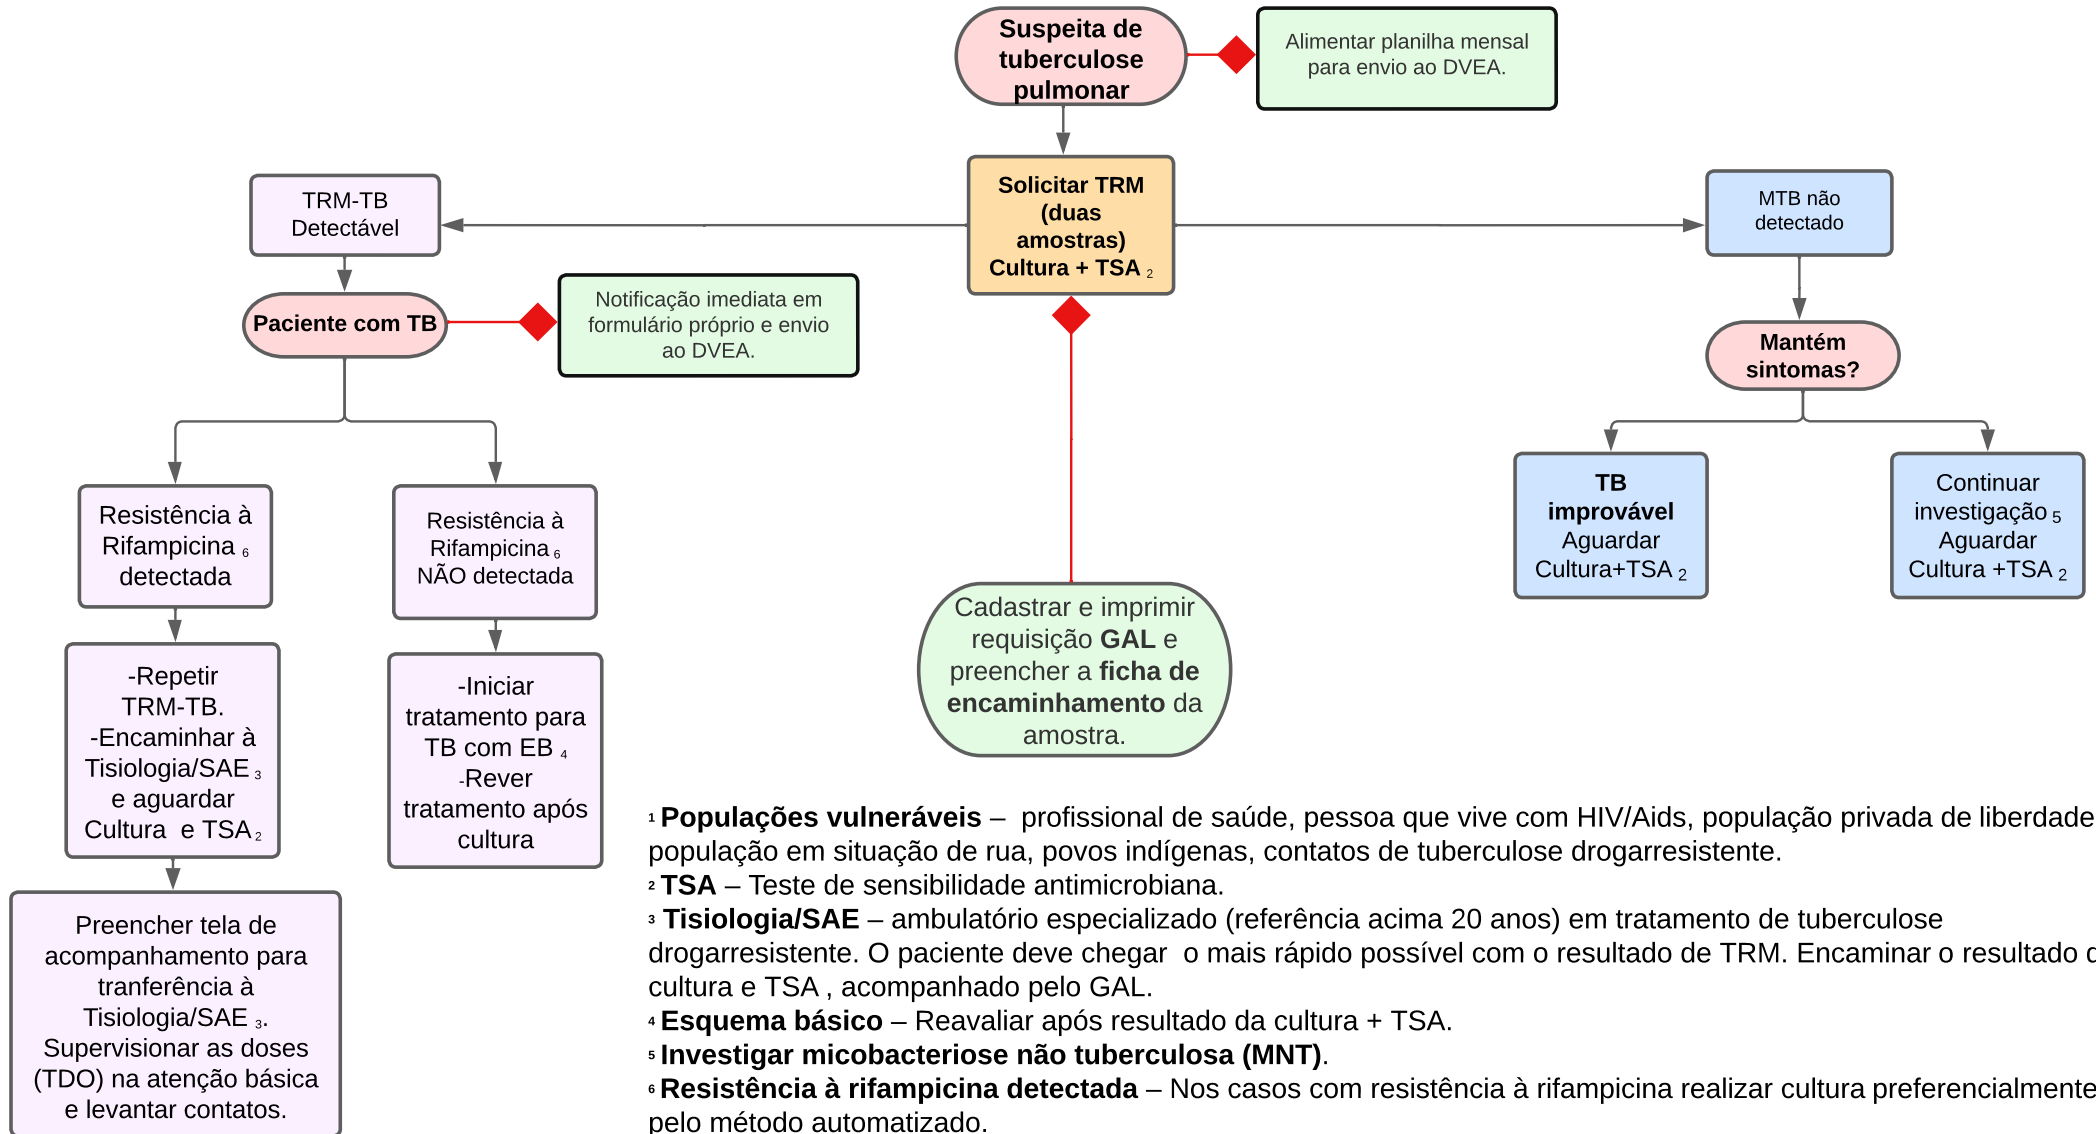 Suspeita de
tuberculose
pulmonar
Alimentar planilha mensal
para envio ao DVEA.
Solicitar TRM
(duas
amostras)
Cultura + TSA 2
TRM-TB
Detectável
MTB não
detectado
Paciente com TB
Notificação imediata em
formulário próprio e envio
ao DVEA.
Mantém
sintomas?
Resistência à
Rifampicina 6
detectada
Resistência à
Rifampicina 6
NÃO detectada
TB
improvável
Aguardar
Cultura+TSA 2
Continuar
investigação 5
Aguardar
Cultura +TSA 2
-Repetir
TRM-TB.
-Encaminhar à
Tisiologia/SAE 3
e aguardar
Cultura e TSA 2
-Iniciar
tratamento para
TB com EB 4
-Rever
tratamento após
cultura
Cadastrar e imprimir
requisição GAL e
preencher a ficha de
encaminhamento da
amostra.
Preencher tela de
acompanhamento para
tranferência à
Tisiologia/SAE 3.
Supervisionar as doses
(TDO) na atenção básica
e levantar contatos.
1 Populações vulneráveis – profissional de saúde, pessoa que vive com HIV/Aids, população privada de liberdade
população em situação de rua, povos indígenas, contatos de tuberculose drogarresistente.
2 TSA – Teste de sensibilidade antimicrobiana.
3 Tisiologia/SAE – ambulatório especializado (referência acima 20 anos) em tratamento de tuberculose
drogarresistente. O paciente deve chegar o mais rápido possível com o resultado de TRM. Encaminar o resultado
cultura e TSA , acompanhado pelo GAL.
4 Esquema básico – Reavaliar após resultado da cultura + TSA.
5 Investigar micobacteriose não tuberculosa (MNT).
6 Resistência à rifampicina detectada – Nos casos com resistência à rifampicina realizar cultura preferencialmente
pelo método automatizado.